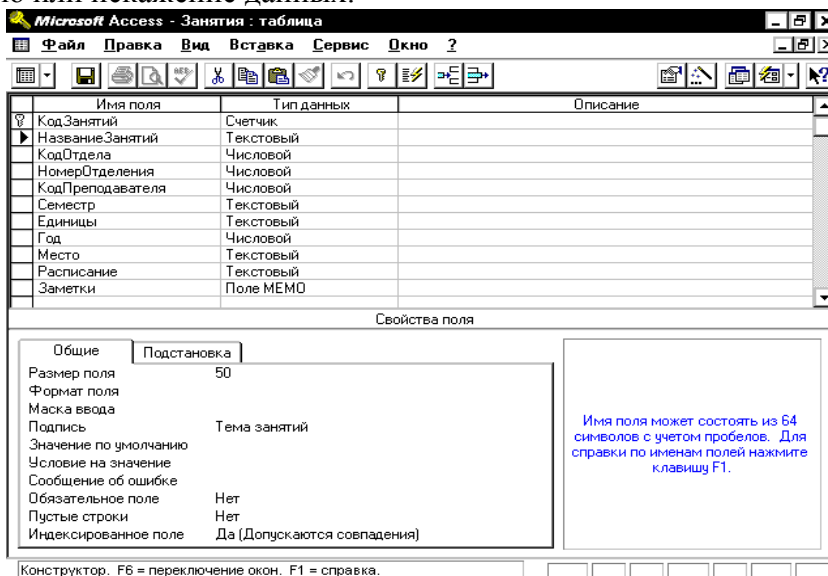 или искажение данных.
Microsoft Access - Занятия : таблица
Файл Правка Вид Вставка Сервис Окно ?
Имя поля Тип данных Описание
КодЗанятий Счетчик
НазваниеЗанятий Текстовый
КодОтдела Числовой
НомерОтделения Числовой
КодПреподавателя Числовой
Семестр Текстовый
Единицы Текстовый
Год Числовой
Место Текстовый
Расписание Текстовый
Заметки Поле MEMO
Свойства поля
Общие Подстановка
Размер поля 50
Формат поля
Маска ввода
Подпись Тема занятий
Значение по умолчанию
Условие на значение
Сообщение об ошибке
Обязательное поле Нет
Пустые строки Нет
Индексированное поле Да (Допускаются совпадения)
Имя поля может состоять из 64
символов с учетом пробелов. Для
справки по именам полей нажмите
клавишу F1.
Конструктор. F6 = переключение окон. F1 = справка.